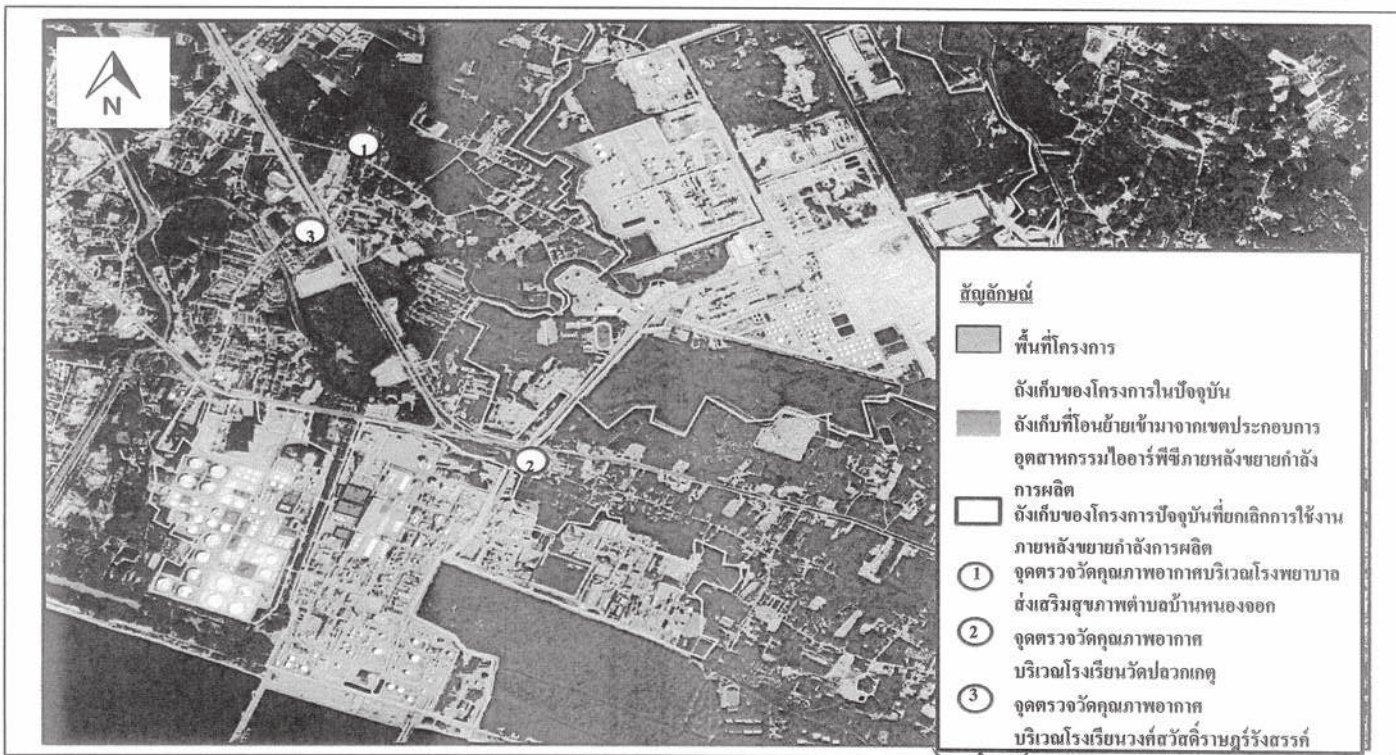 N
1
3
2
สัญลักษณ์
พื้นที่โครงการ
ถังเก็บของโครงการในปัจจุบัน
ถังเก็บที่โอนย้ายเข้ามาจากเขตประกอบการ
อุตสาหกรรมไออาร์พีซีภายหลังขยายกำลัง
การผลิต
ถังเก็บของโครงการปัจจุบันที่ยกเลิกการใช้งาน
ภายหลังขยายกำลังการผลิต
1 จุดตรวจวัดคุณภาพอากาศบริเวณโรงพยาบาล
ส่งเสริมสุขภาพตำบลบ้านหนองจอก
2 จุดตรวจวัดคุณภาพอากาศ
บริเวณโรงเรียนวัดปลวกเกตุ
3 จุดตรวจวัดคุณภาพอากาศ
บริเวณโรงเรียนวงศ์สวัสดิ์ราษฎร์รังสรรค์